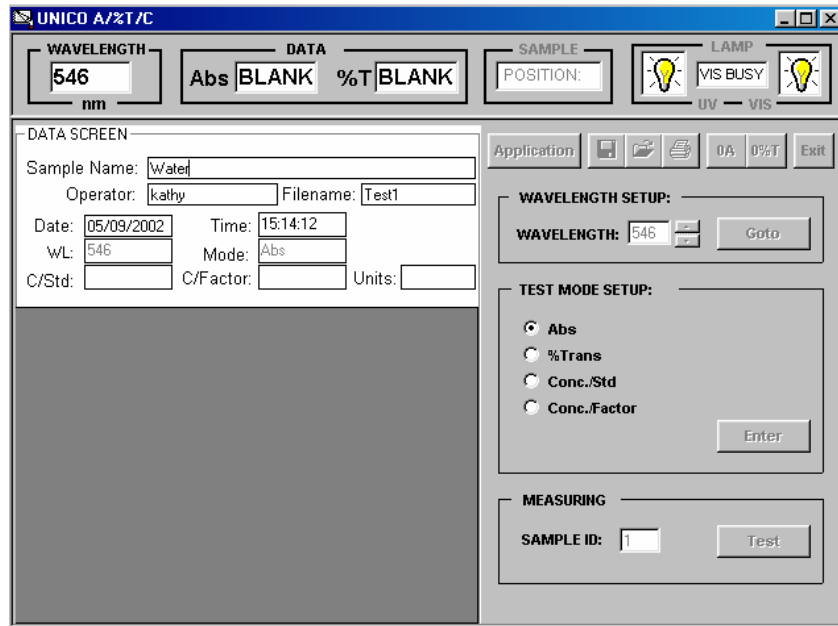 UNICO A/%T/C
WAVELENGTH
546
nm
DATA
Abs BLANK %T BLANK
SAMPLE
POSITION:
LAMP
VIS BUSY
UV VIS
DATA SCREEN
Sample Name: Water
Operator: kathy Filename: Test1
Date: 05/09/2002 Time: 15:14:12
WL: 546 Mode: Abs
C/Std: C/Factor: Units:
Application 0A 0%T Exit
WAVELENGTH SETUP:
WAVELENGTH: 546 Goto
TEST MODE SETUP:
Abs
%Trans
Conc./Std
Conc./Factor
Enter
MEASURING
SAMPLE ID: 1 Test